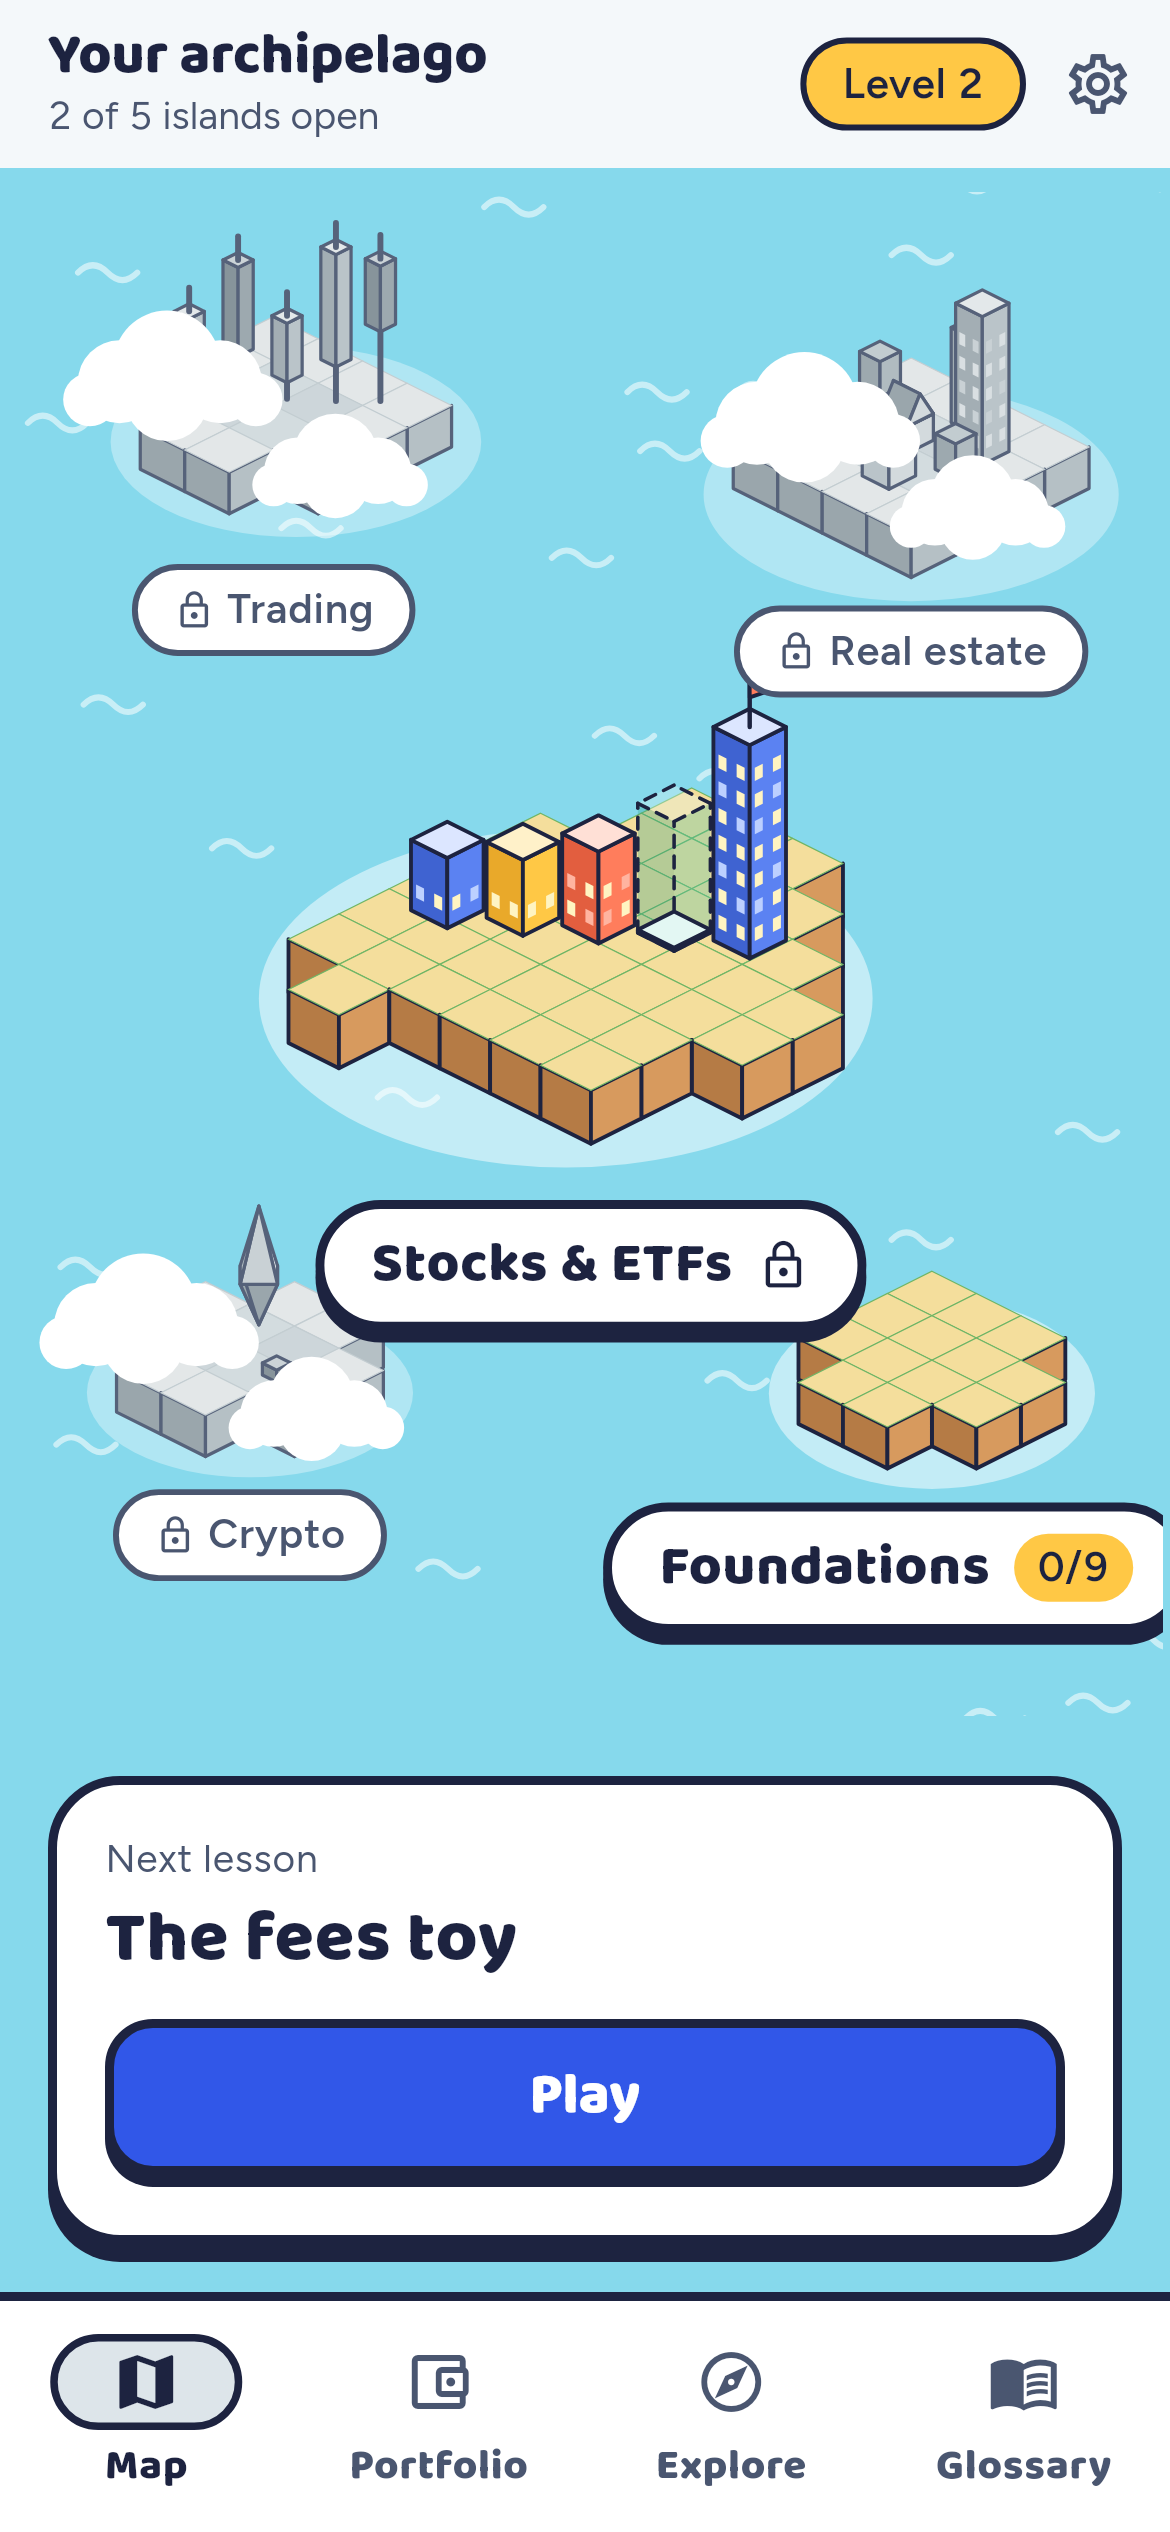 Your archipelago
2 of 5 islands open
Level 2
Trading
Real estate
Stocks & ETFs
Crypto
Foundations 0/9
Next lesson
The fees toy
Play
Map
Portfolio
Explore
Glossary